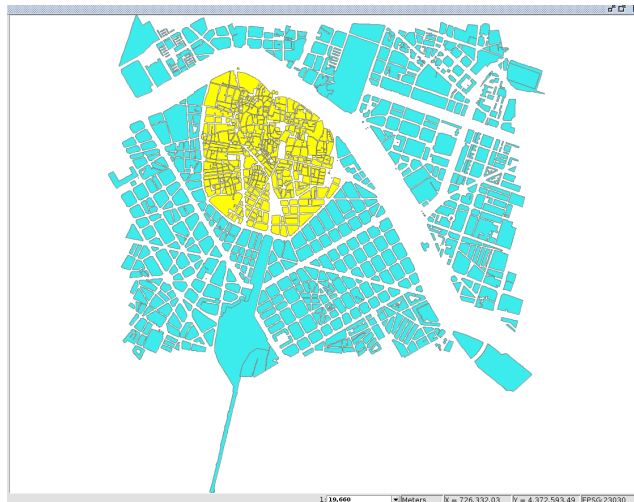 1: 19,660 Meters X = 726,332.03 Y = 4,372,593.49 EPSG:23030